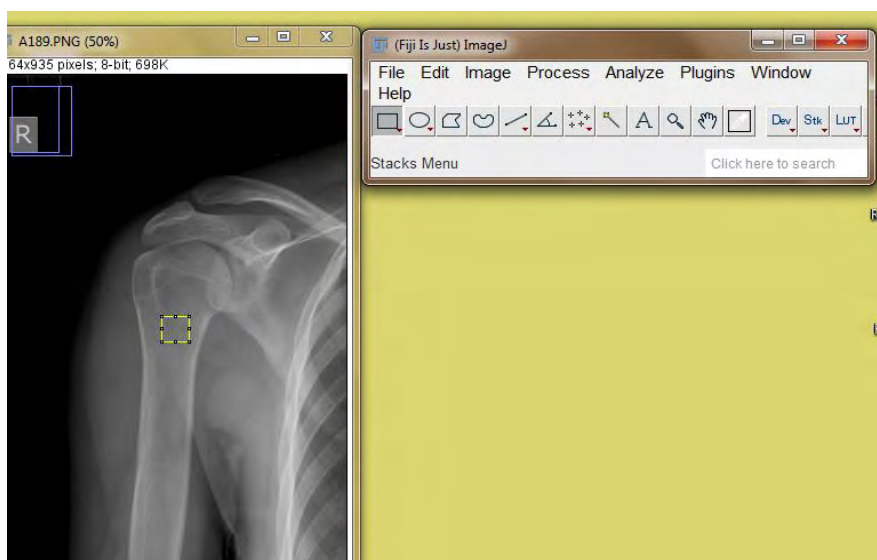 A189.PNG (50%)
64x935 pixels; 8-bit; 698K
R
(Fiji Is Just) ImageJ
File Edit Image Process Analyze Plugins Window
Help
A Dev Stk LUT
Stacks Menu
Click here to search